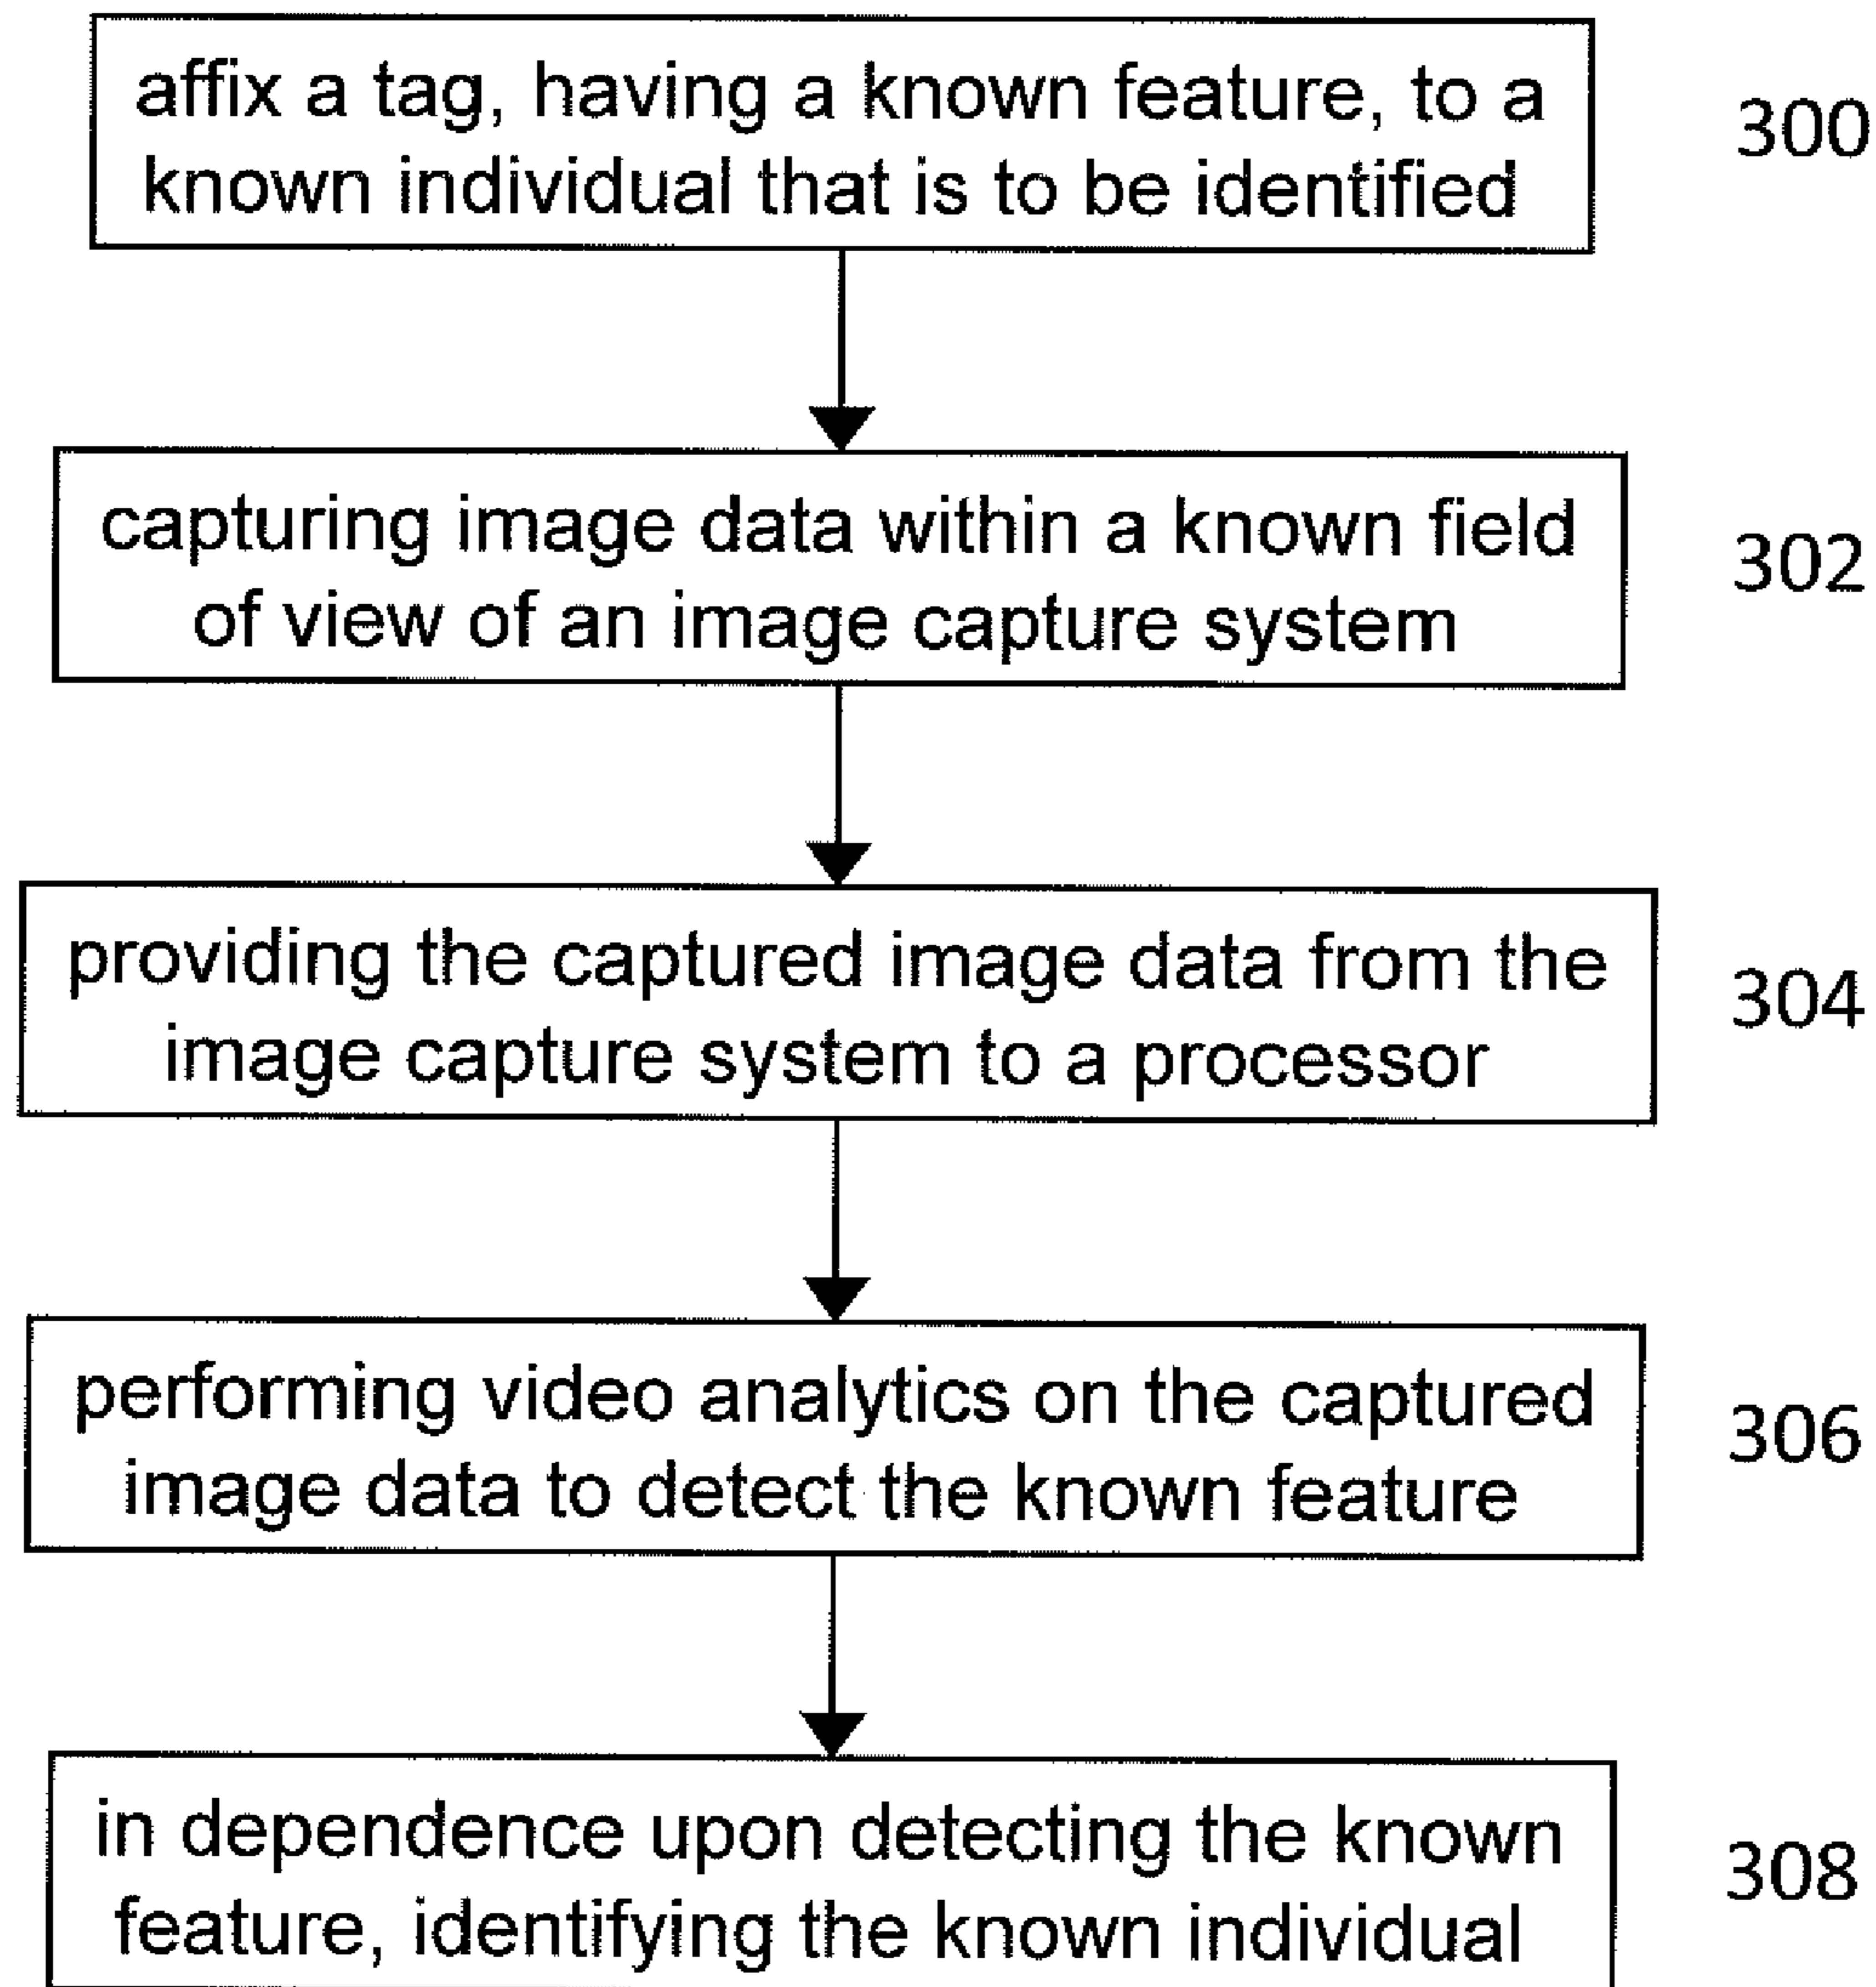 affix a tag, having a known feature, to a
known individual that is to be identified
300
capturing image data within a known field
of view of an image capture system
302
providing the captured image data from the
image capture system to a processor
304
performing video analytics on the captured
image data to detect the known feature
306
in dependence upon detecting the known
feature, identifying the known individual
308